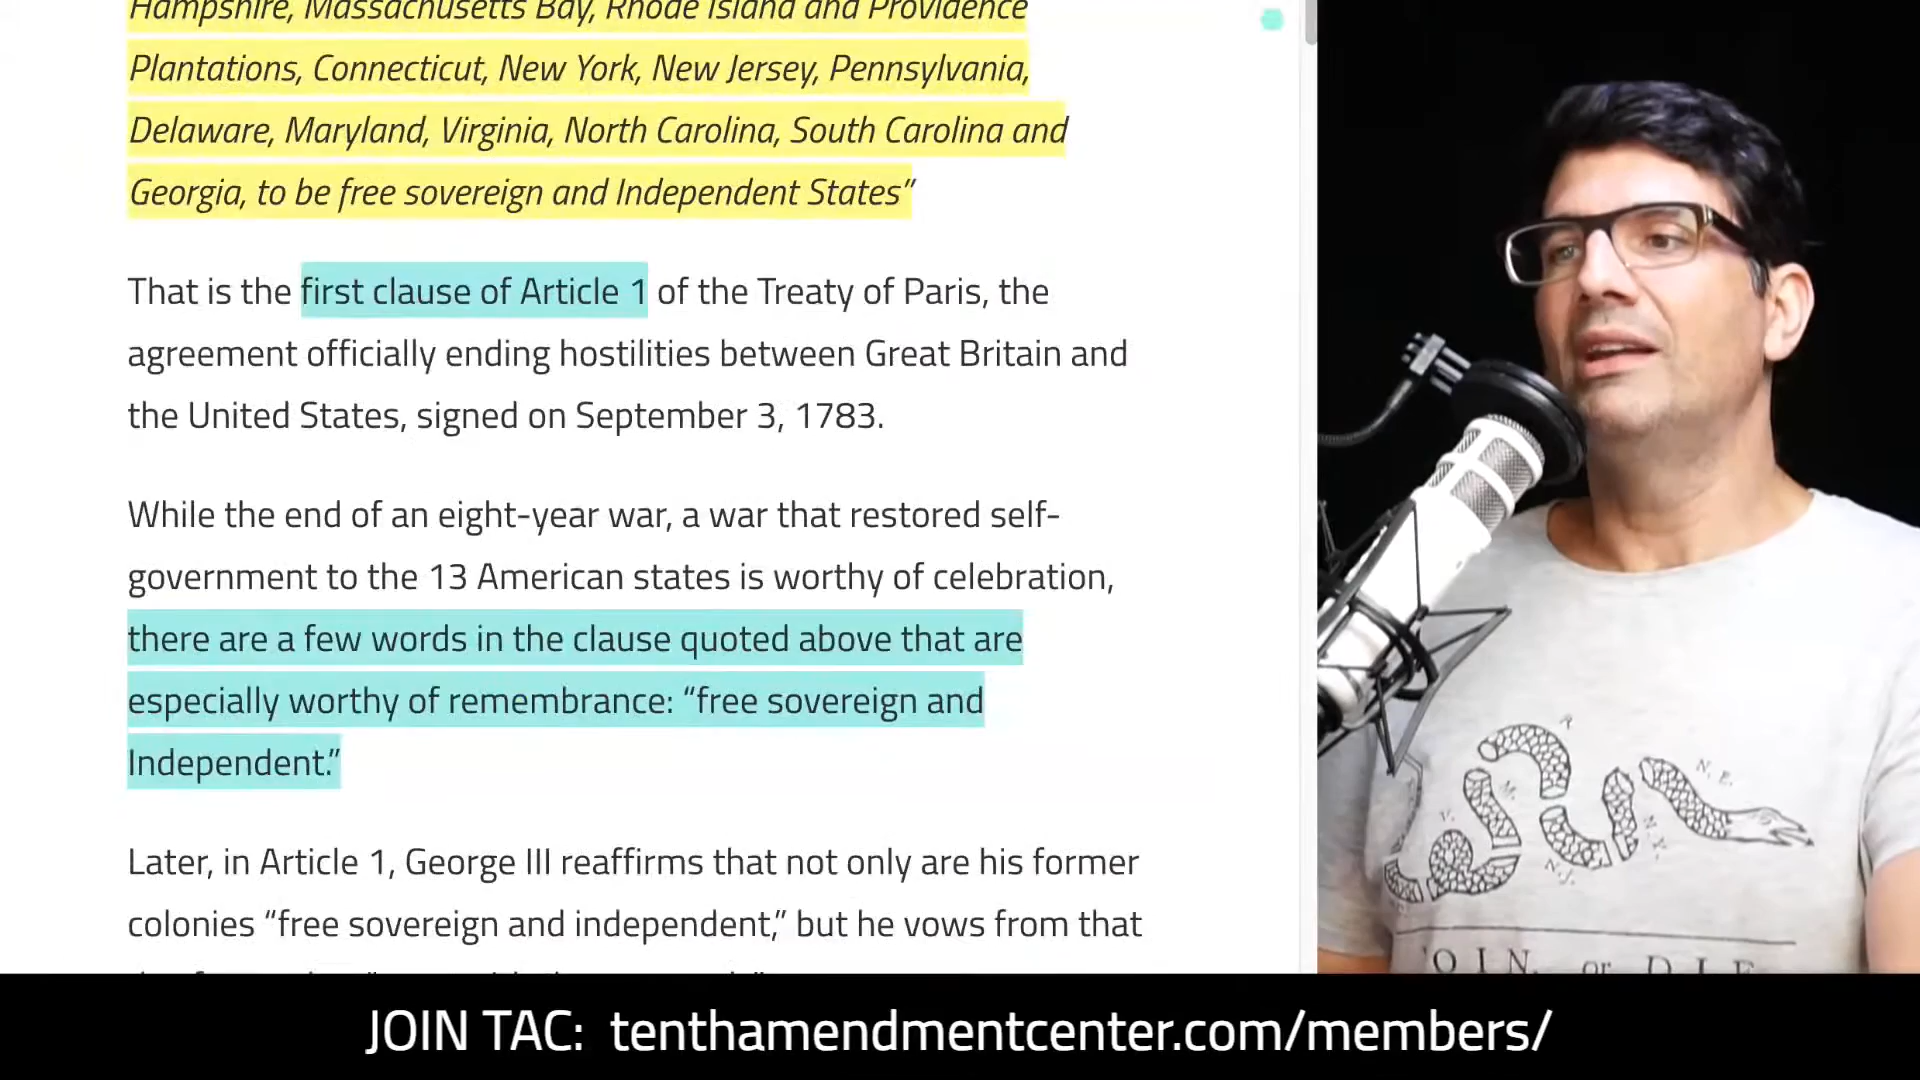 Hampshire, Massachusetts Bay, Rhode Island and Providence
Plantations, Connecticut, New York, New Jersey, Pennsylvania,
Delaware, Maryland, Virginia, North Carolina, South Carolina and
Georgia, to be free sovereign and Independent States”
That is the first clause of Article 1 of the Treaty of Paris, the
agreement officially ending hostilities between Great Britain and
the United States, signed on September 3, 1783.
While the end of an eight-year war, a war that restored self-
government to the 13 American states is worthy of celebration,
there are a few words in the clause quoted above that are
especially worthy of remembrance: “free sovereign and
Independent.”
Later, in Article 1, George III reaffirms that not only are his former
colonies “free sovereign and independent,” but he vows from that
R
N. E.
M.
V.
N.Y.
N.J.
JOIN, or DIE
JOIN TAC: tenthamendmentcenter.com/members/